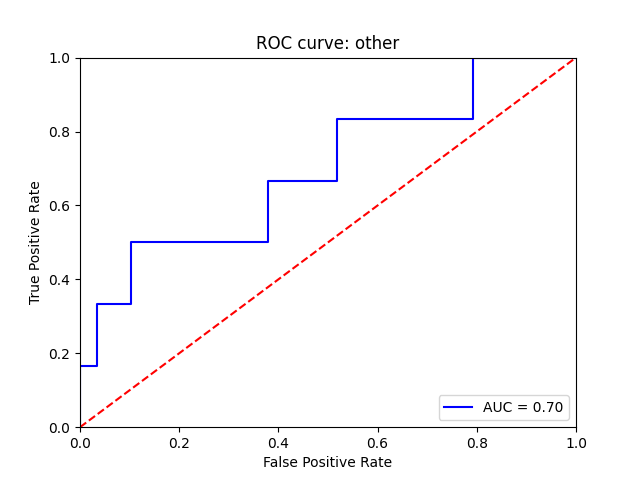 ROC curve: other
True Positive Rate
1.0
0.8
0.6
0.4
0.2
0.0
0.0 0.2 0.4 0.6 0.8 1.0
False Positive Rate
AUC = 0.70